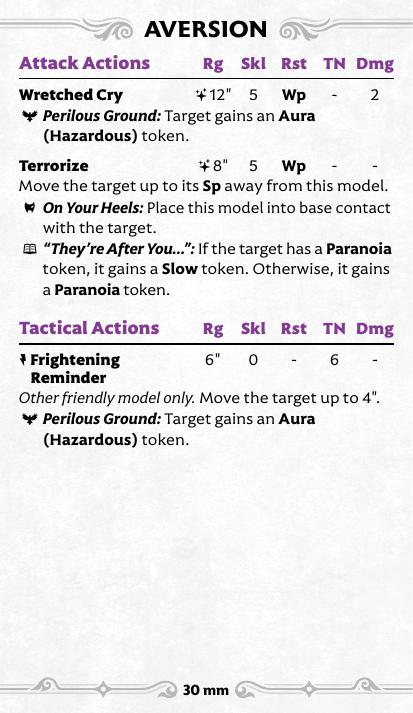 AVERSION
Attack Actions Rg Skl Rst TN Dmg
Wretched Cry 12" 5 Wp - 2
Perilous Ground: Target gains an Aura
(Hazardous) token.
Terrorize 8" 5 Wp - -
Move the target up to its Sp away from this model.
On Your Heels: Place this model into base contact
with the target.
“They’re After You...”: If the target has a Paranoia
token, it gains a Slow token. Otherwise, it gains
a Paranoia token.
Tactical Actions Rg Skl Rst TN Dmg
Frightening 6" 0 - 6 -
Reminder
Other friendly model only. Move the target up to 4".
Perilous Ground: Target gains an Aura
(Hazardous) token.
30 mm